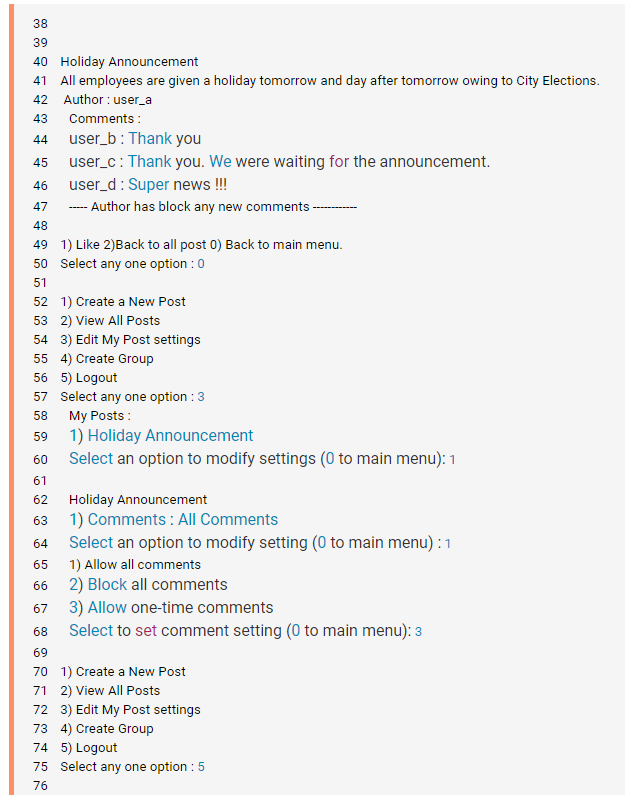 38
39
40 Holiday Announcement
41 All employees are given a holiday tomorrow and day after tomorrow owing to City Elections.
42 Author : user_a
43 Comments :
44 user_b : Thank you
45 user_c : Thank you. We were waiting for the announcement.
46 user_d : Super news !!!
47 ----- Author has block any new comments ------------
48
49 1) Like 2)Back to all post 0) Back to main menu.
50 Select any one option : 0
51
52 1) Create a New Post
53 2) View All Posts
54 3) Edit My Post settings
55 4) Create Group
56 5) Logout
57 Select any one option : 3
58 My Posts :
59 1) Holiday Announcement
60 Select an option to modify settings (0 to main menu): 1
61
62 Holiday Announcement
63 1) Comments : All Comments
64 Select an option to modify setting (0 to main menu) : 1
65 1) Allow all comments
66 2) Block all comments
67 3) Allow one-time comments
68 Select to set comment setting (0 to main menu): 3
69
70 1) Create a New Post
71 2) View All Posts
72 3) Edit My Post settings
73 4) Create Group
74 5) Logout
75 Select any one option : 5
76